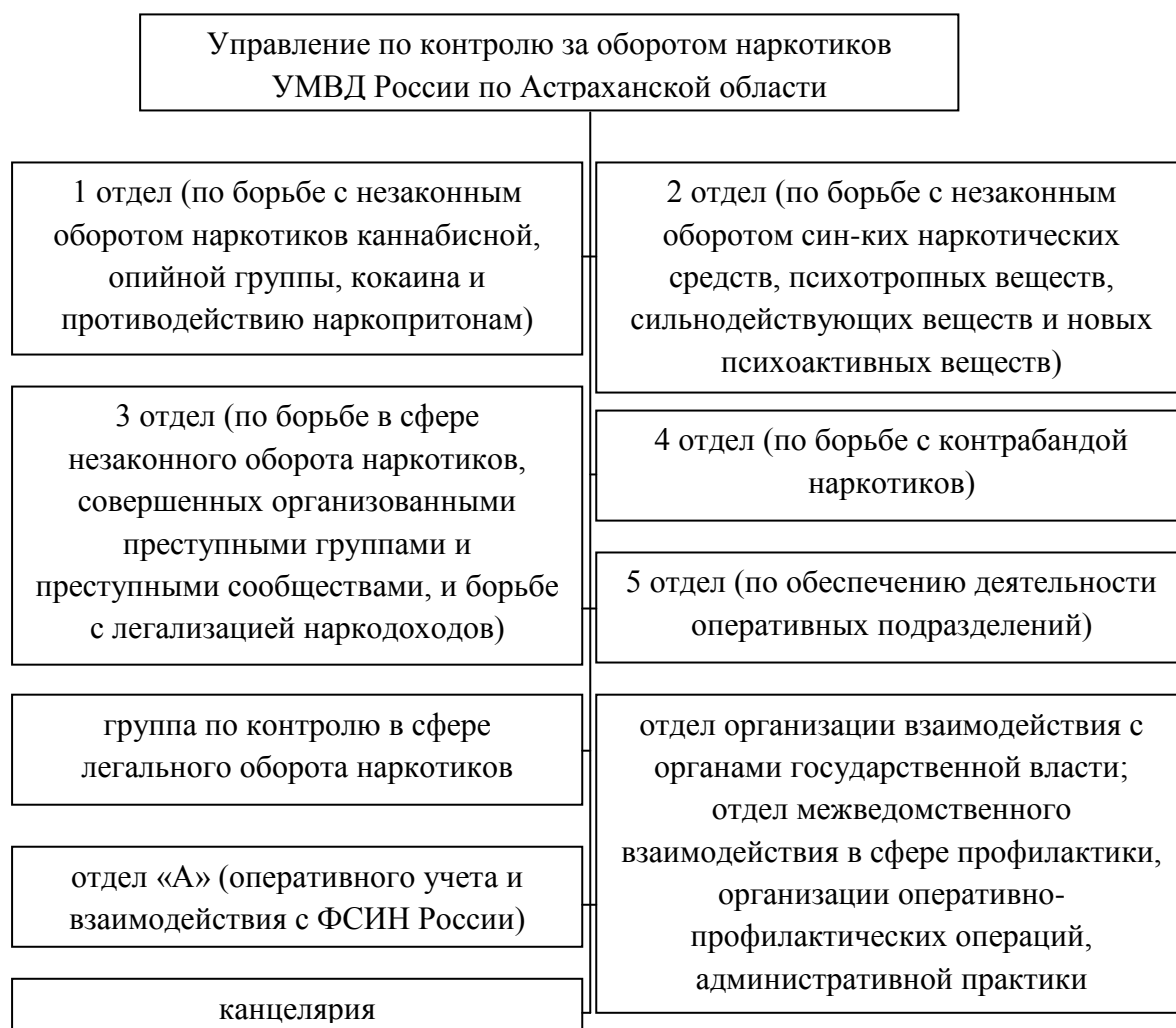 Управление по контролю за оборотом наркотиков
УМВД России по Астраханской области
1 отдел (по борьбе с незаконным
оборотом наркотиков каннабисной,
опийной группы, кокаина и
противодействию наркопритонам)
2 отдел (по борьбе с незаконным
оборотом син-ких наркотических
средств, психотропных веществ,
сильнодействующих веществ и новых
психоактивных веществ)
3 отдел (по борьбе в сфере
незаконного оборота наркотиков,
совершенных организованными
преступными группами и
преступными сообществами, и борьбе
с легализацией наркодоходов)
4 отдел (по борьбе с контрабандой
наркотиков)
5 отдел (по обеспечению деятельности
оперативных подразделений)
группа по контролю в сфере
легального оборота наркотиков
отдел организации взаимодействия с
органами государственной власти;
отдел межведомственного
взаимодействия в сфере профилактики,
организации оперативно-
профилактических операций,
административной практики
отдел «А» (оперативного учета и
взаимодействия с ФСИН России)
канцелярия